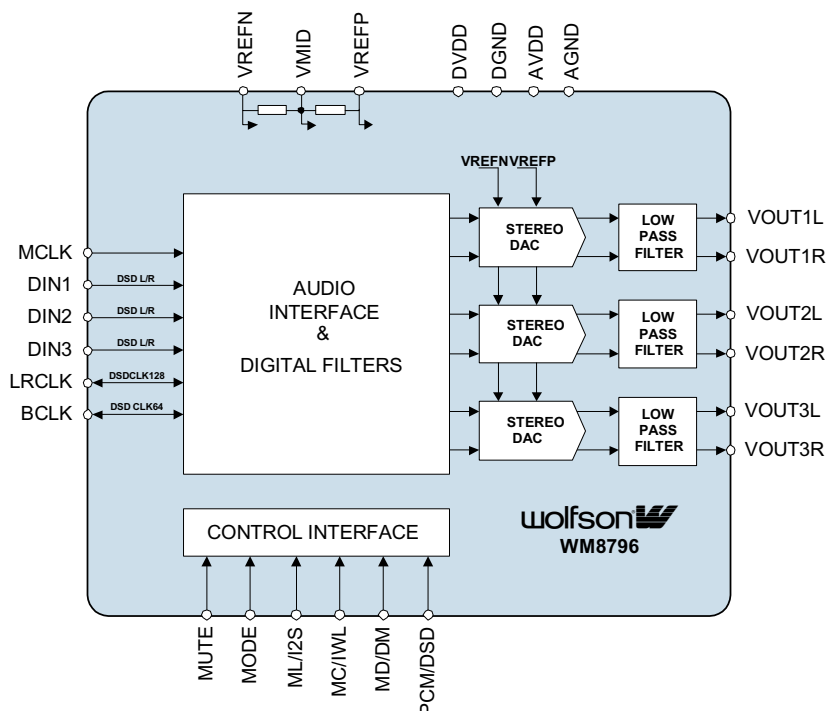 VREFN
VMID
VREFP
DVDD
DGND
AVDD
AGND
VREFN VREFP
MCLK
DIN1
DSD L/R
DIN2
DSD L/R
DIN3
DSD L/R
LRCLK
DSDCLK128
BCLK
DSD CLK64
AUDIO
INTERFACE
&
DIGITAL FILTERS
STEREO
DAC
LOW
PASS
FILTER
VOUT1L
VOUT1R
STEREO
DAC
LOW
PASS
FILTER
VOUT2L
VOUT2R
STEREO
DAC
LOW
PASS
FILTER
VOUT3L
VOUT3R
CONTROL INTERFACE
wolfson
WM8796
MUTE
MODE
ML/I2S
MC/IWL
MD/DM
PCM/DSD